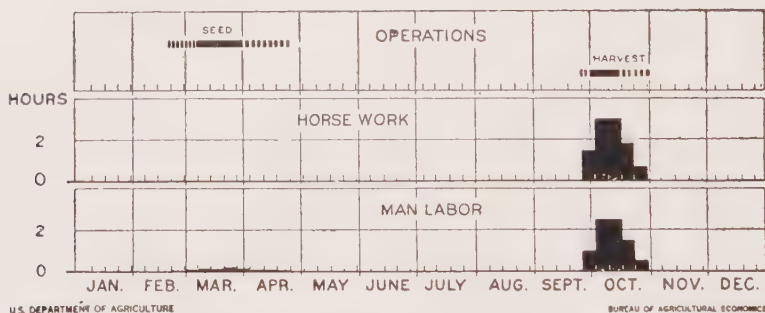 SEED
OPERATIONS
HARVEST
HOURS
HORSE WORK
2
0
MAN LABOR
2
0
JAN. FEB. MAR. APR. MAY JUNE JULY AUG. SEPT. OCT. NOV. DEC.
U.S. DEPARTMENT OF AGRICULTURE BUREAU OF AGRICULTURAL ECONOMICS